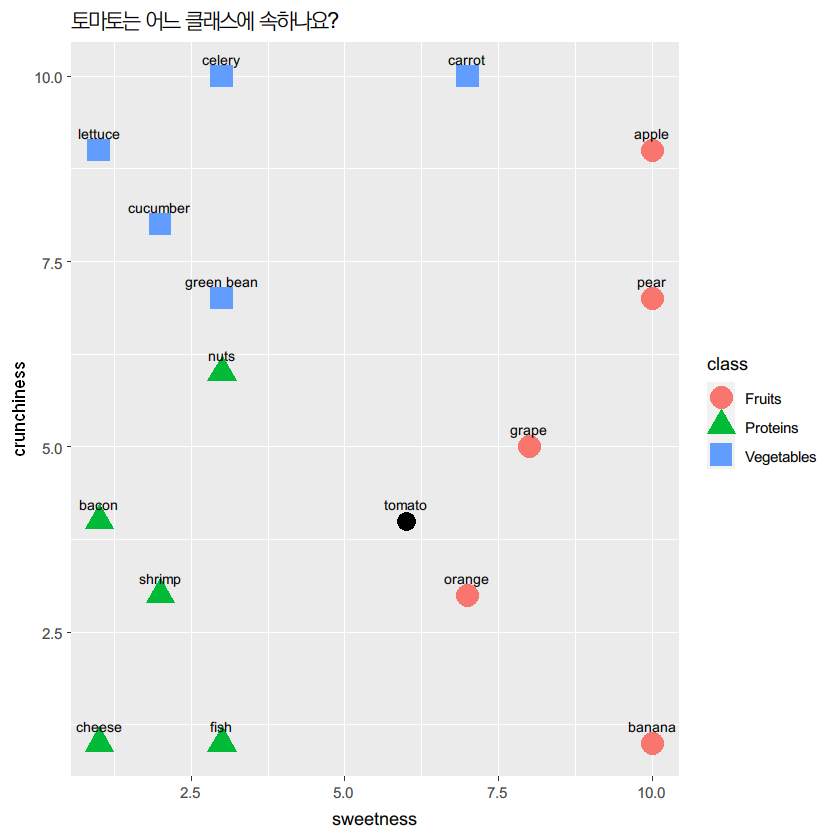 토마토는 어느 클래스에 속하나요?
celery
carrot
10.0
lettuce
apple
cucumber
7.5
green bean
pear
nuts
class
Fruits
grape
Proteins
5.0
Vegetables
crunchiness
bacon
tomato
shrimp
orange
2.5
cheese
fish
banana
2.5
5.0
7.5
10.0
sweetness